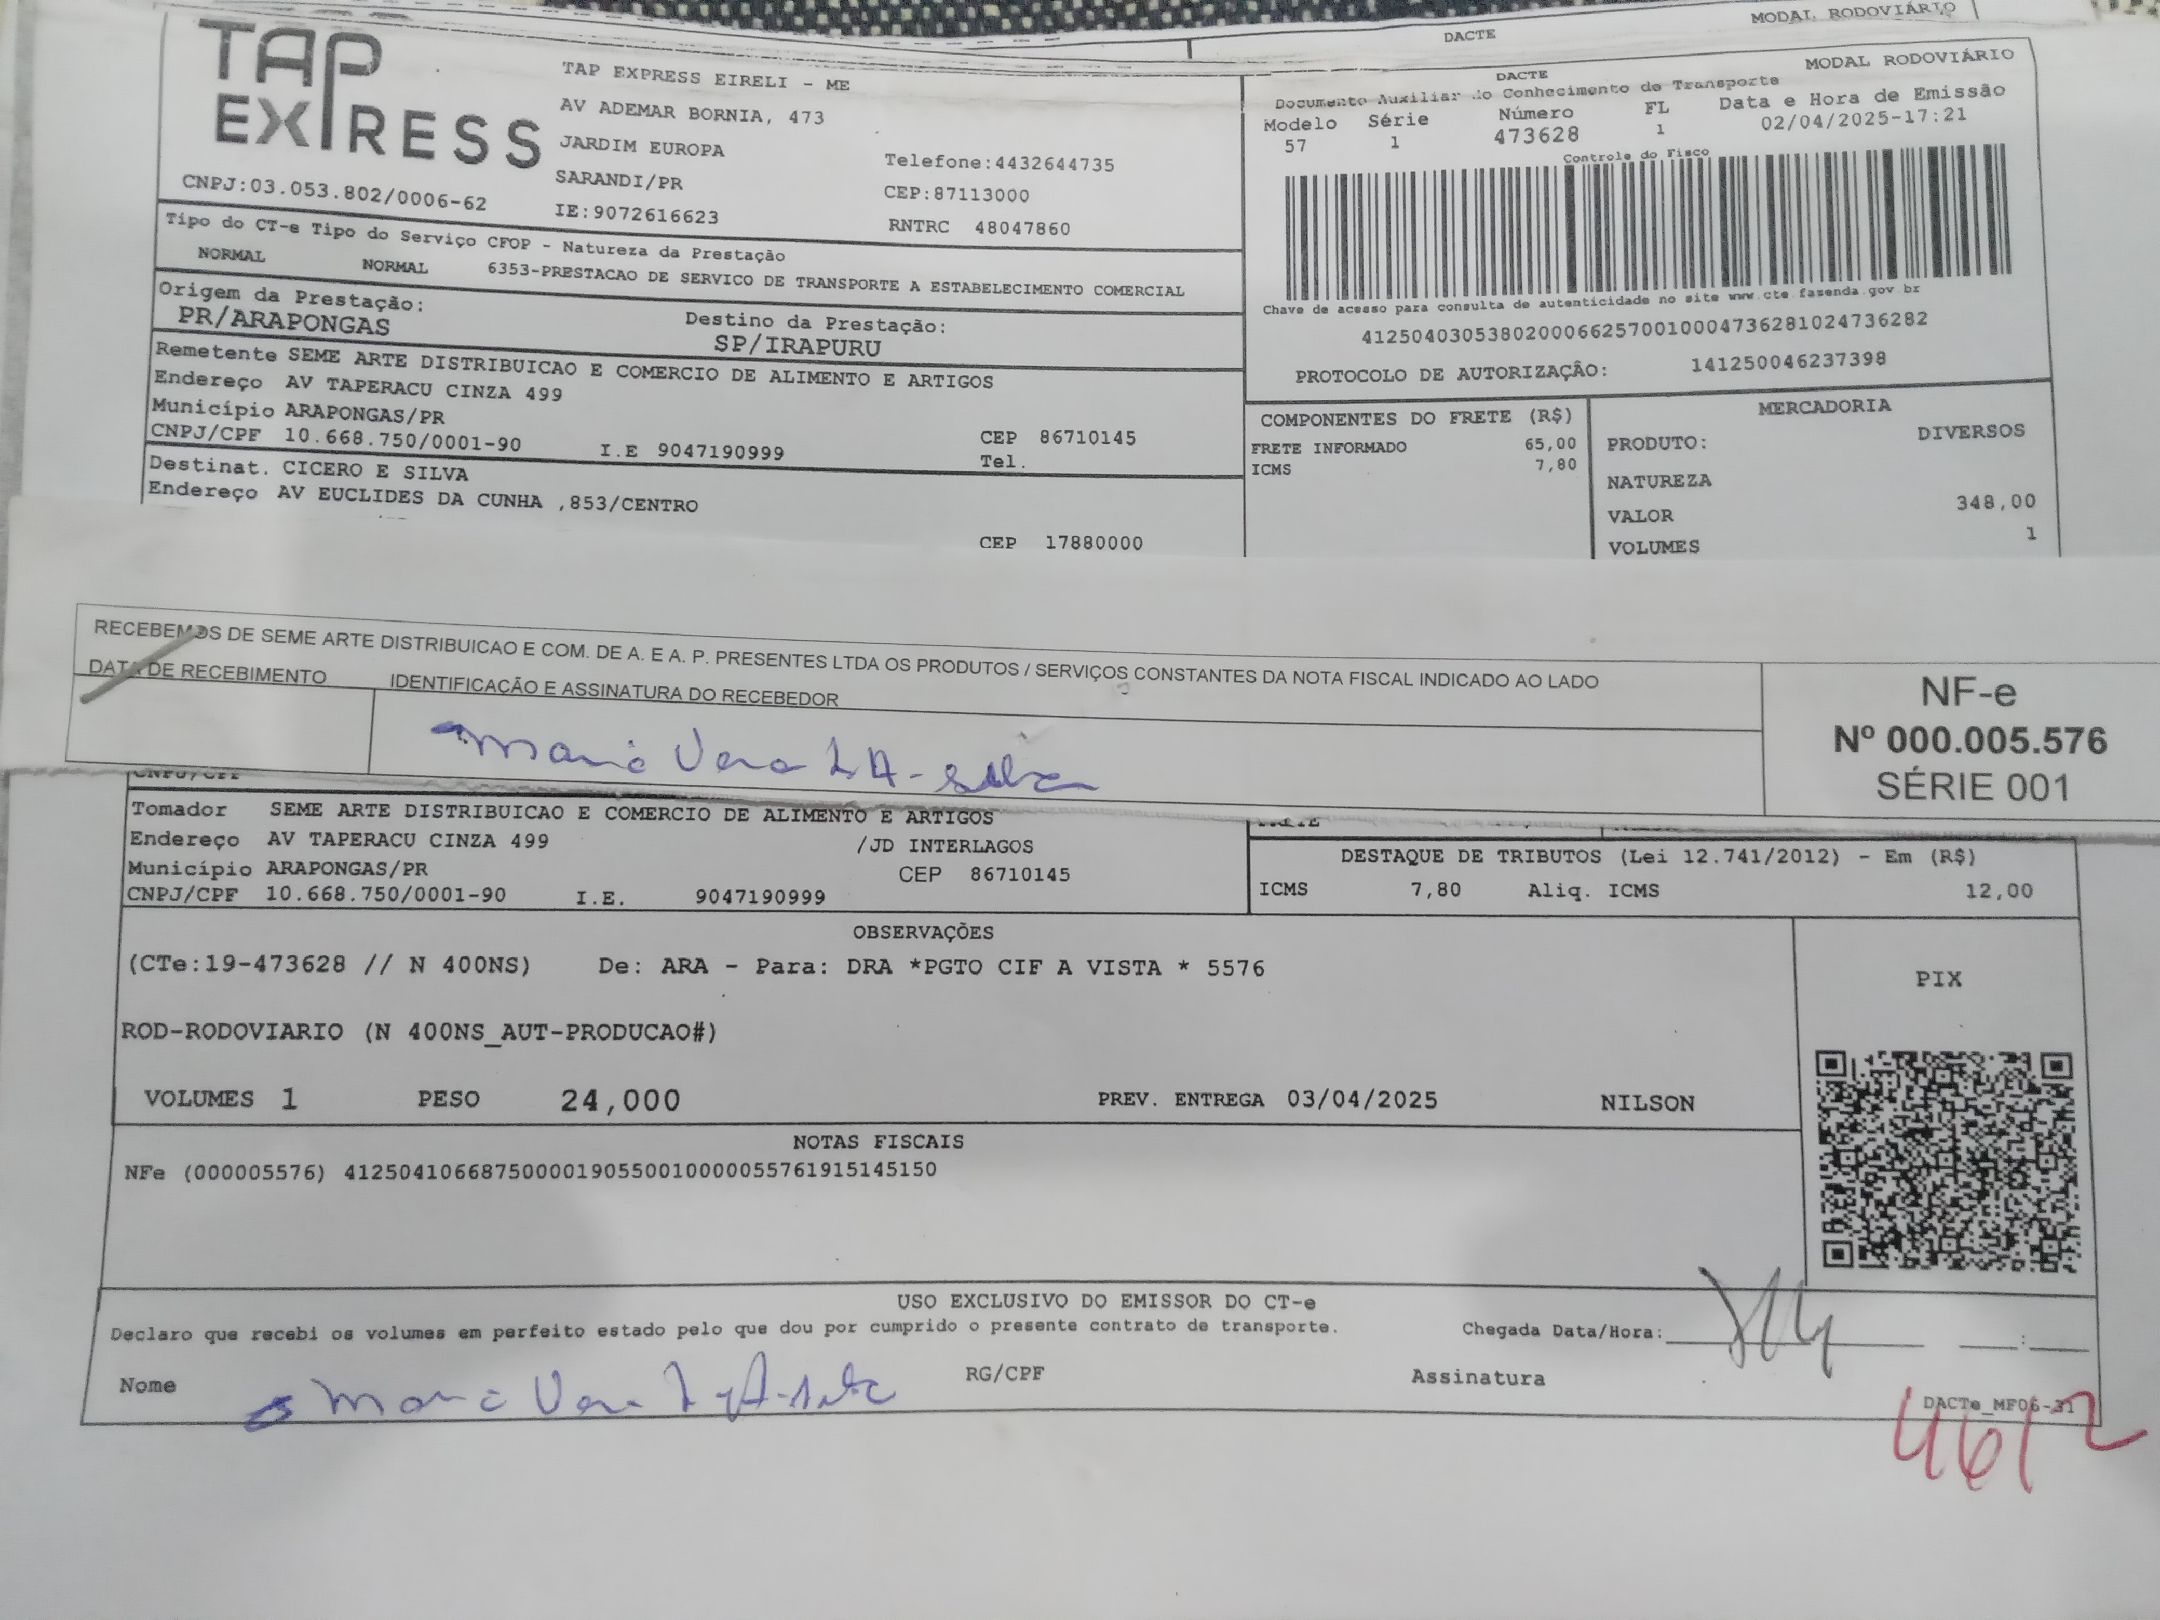 MODAL RODOVIÁRIO
DACTE
TAP EXPRESS
TAP EXPRESS EIRELI - ME
AV ADEMAR BORNIA, 473
JARDIM EUROPA
Telefone:4432644735
SARANDI/PR
CEP:87113000
CNPJ:03.053.802/0006-62
IE:9072616623
RNTRC 48047860
DACTE
MODAL RODOVIÁRIO
Documento Auxiliar do Conhecimento de Transporte
Modelo Série Número FL Data e Hora de Emissão
57 1 473628 1 02/04/2025-17:21
Controle do Fisco
Chave de acesso para consulta de autenticidade no site www.cte.fazenda.gov.br
41250403053802000662570010004736281024736282
PROTOCOLO DE AUTORIZAÇÃO: 141250046237398
Tipo do CT-e Tipo do Serviço CFOP - Natureza da Prestação
NORMAL NORMAL 6353-PRESTACAO DE SERVICO DE TRANSPORTE A ESTABELECIMENTO COMERCIAL
Origem da Prestação: Destino da Prestação:
PR/ARAPONGAS SP/IRAPURU
Remetente SEME ARTE DISTRIBUICAO E COMERCIO DE ALIMENTO E ARTIGOS
Endereço AV TAPERACU CINZA 499
Município ARAPONGAS/PR CEP 86710145
CNPJ/CPF 10.668.750/0001-90 I.E 9047190999 Tel.
Destinat. CICERO E SILVA
Endereço AV EUCLIDES DA CUNHA ,853/CENTRO
CEP 17880000
COMPONENTES DO FRETE (R$)
FRETE INFORMADO 65,00
ICMS 7,80
MERCADORIA
PRODUTO: DIVERSOS
NATUREZA
VALOR 348,00
VOLUMES 1
RECEBEMOS DE SEME ARTE DISTRIBUICAO E COM. DE A. E A. P. PRESENTES LTDA OS PRODUTOS / SERVIÇOS CONSTANTES DA NOTA FISCAL INDICADO AO LADO
DATA DE RECEBIMENTO IDENTIFICAÇÃO E ASSINATURA DO RECEBEDOR
NF-e
Nº 000.005.576
SÉRIE 001
CNPJ/CPF
Tomador SEME ARTE DISTRIBUICAO E COMERCIO DE ALIMENTO E ARTIGOS
Endereço AV TAPERACU CINZA 499 /JD INTERLAGOS
Município ARAPONGAS/PR CEP 86710145
CNPJ/CPF 10.668.750/0001-90 I.E. 9047190999
DESTAQUE DE TRIBUTOS (Lei 12.741/2012) - Em (R$)
ICMS 7,80 Aliq. ICMS 12,00
OBSERVAÇÕES
(CTe:19-473628 // N 400NS) De: ARA - Para: DRA *PGTO CIF A VISTA * 5576
PIX
ROD-RODOVIARIO (N 400NS_AUT-PRODUCAO#)
VOLUMES 1 PESO 24,000 PREV. ENTREGA 03/04/2025 NILSON
NOTAS FISCAIS
NFe (000005576) 41250410668750000190550010000055761915145150
USO EXCLUSIVO DO EMISSOR DO CT-e
Declaro que recebi os volumes em perfeito estado pelo que dou por cumprido o presente contrato de transporte. Chegada Data/Hora:
Nome RG/CPF Assinatura
DACTe_MF06-31